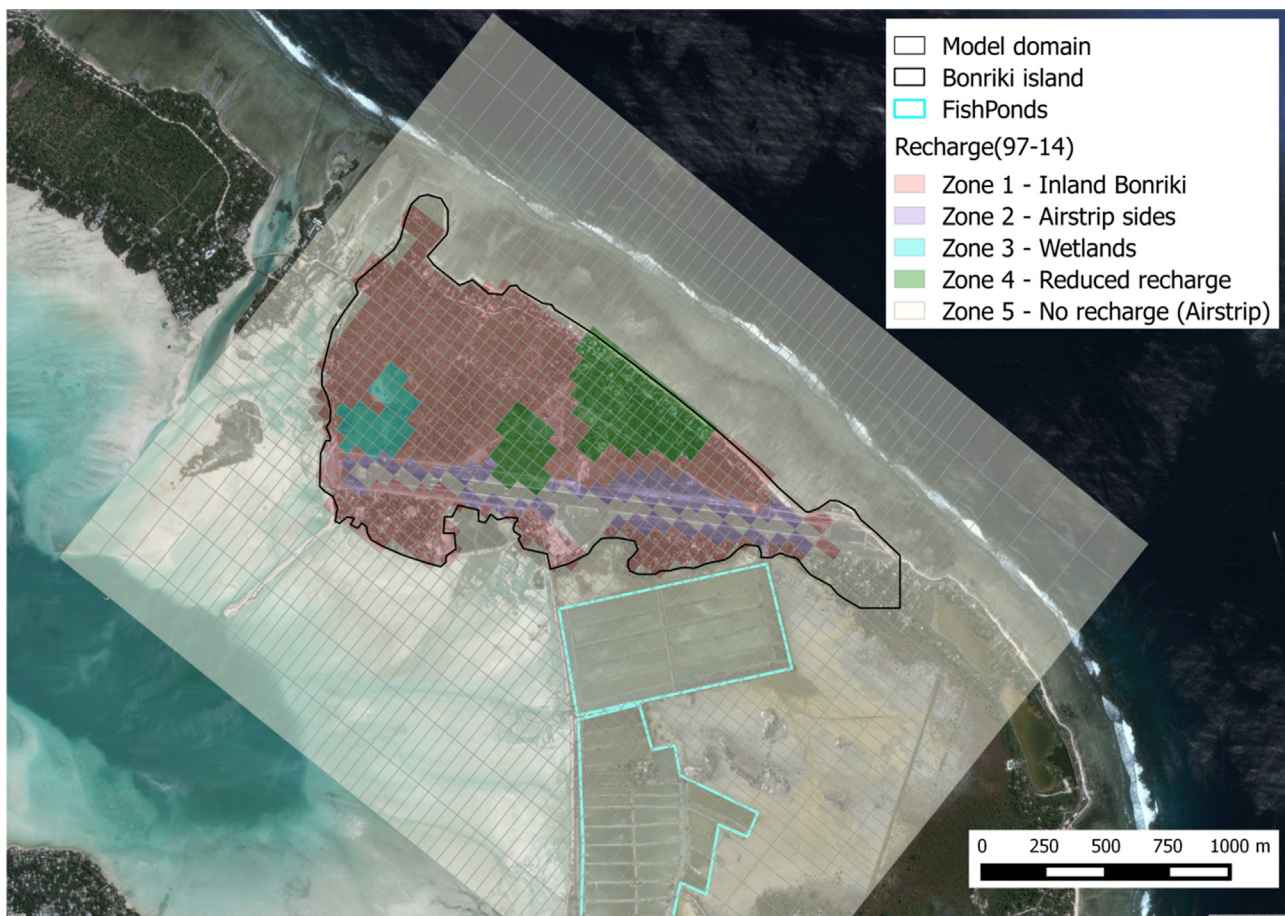 Model domain
Bonriki island
FishPonds
Recharge(97-14)
Zone 1 - Inland Bonriki
Zone 2 - Airstrip sides
Zone 3 - Wetlands
Zone 4 - Reduced recharge
Zone 5 - No recharge (Airstrip)
0 250 500 750 1000 m